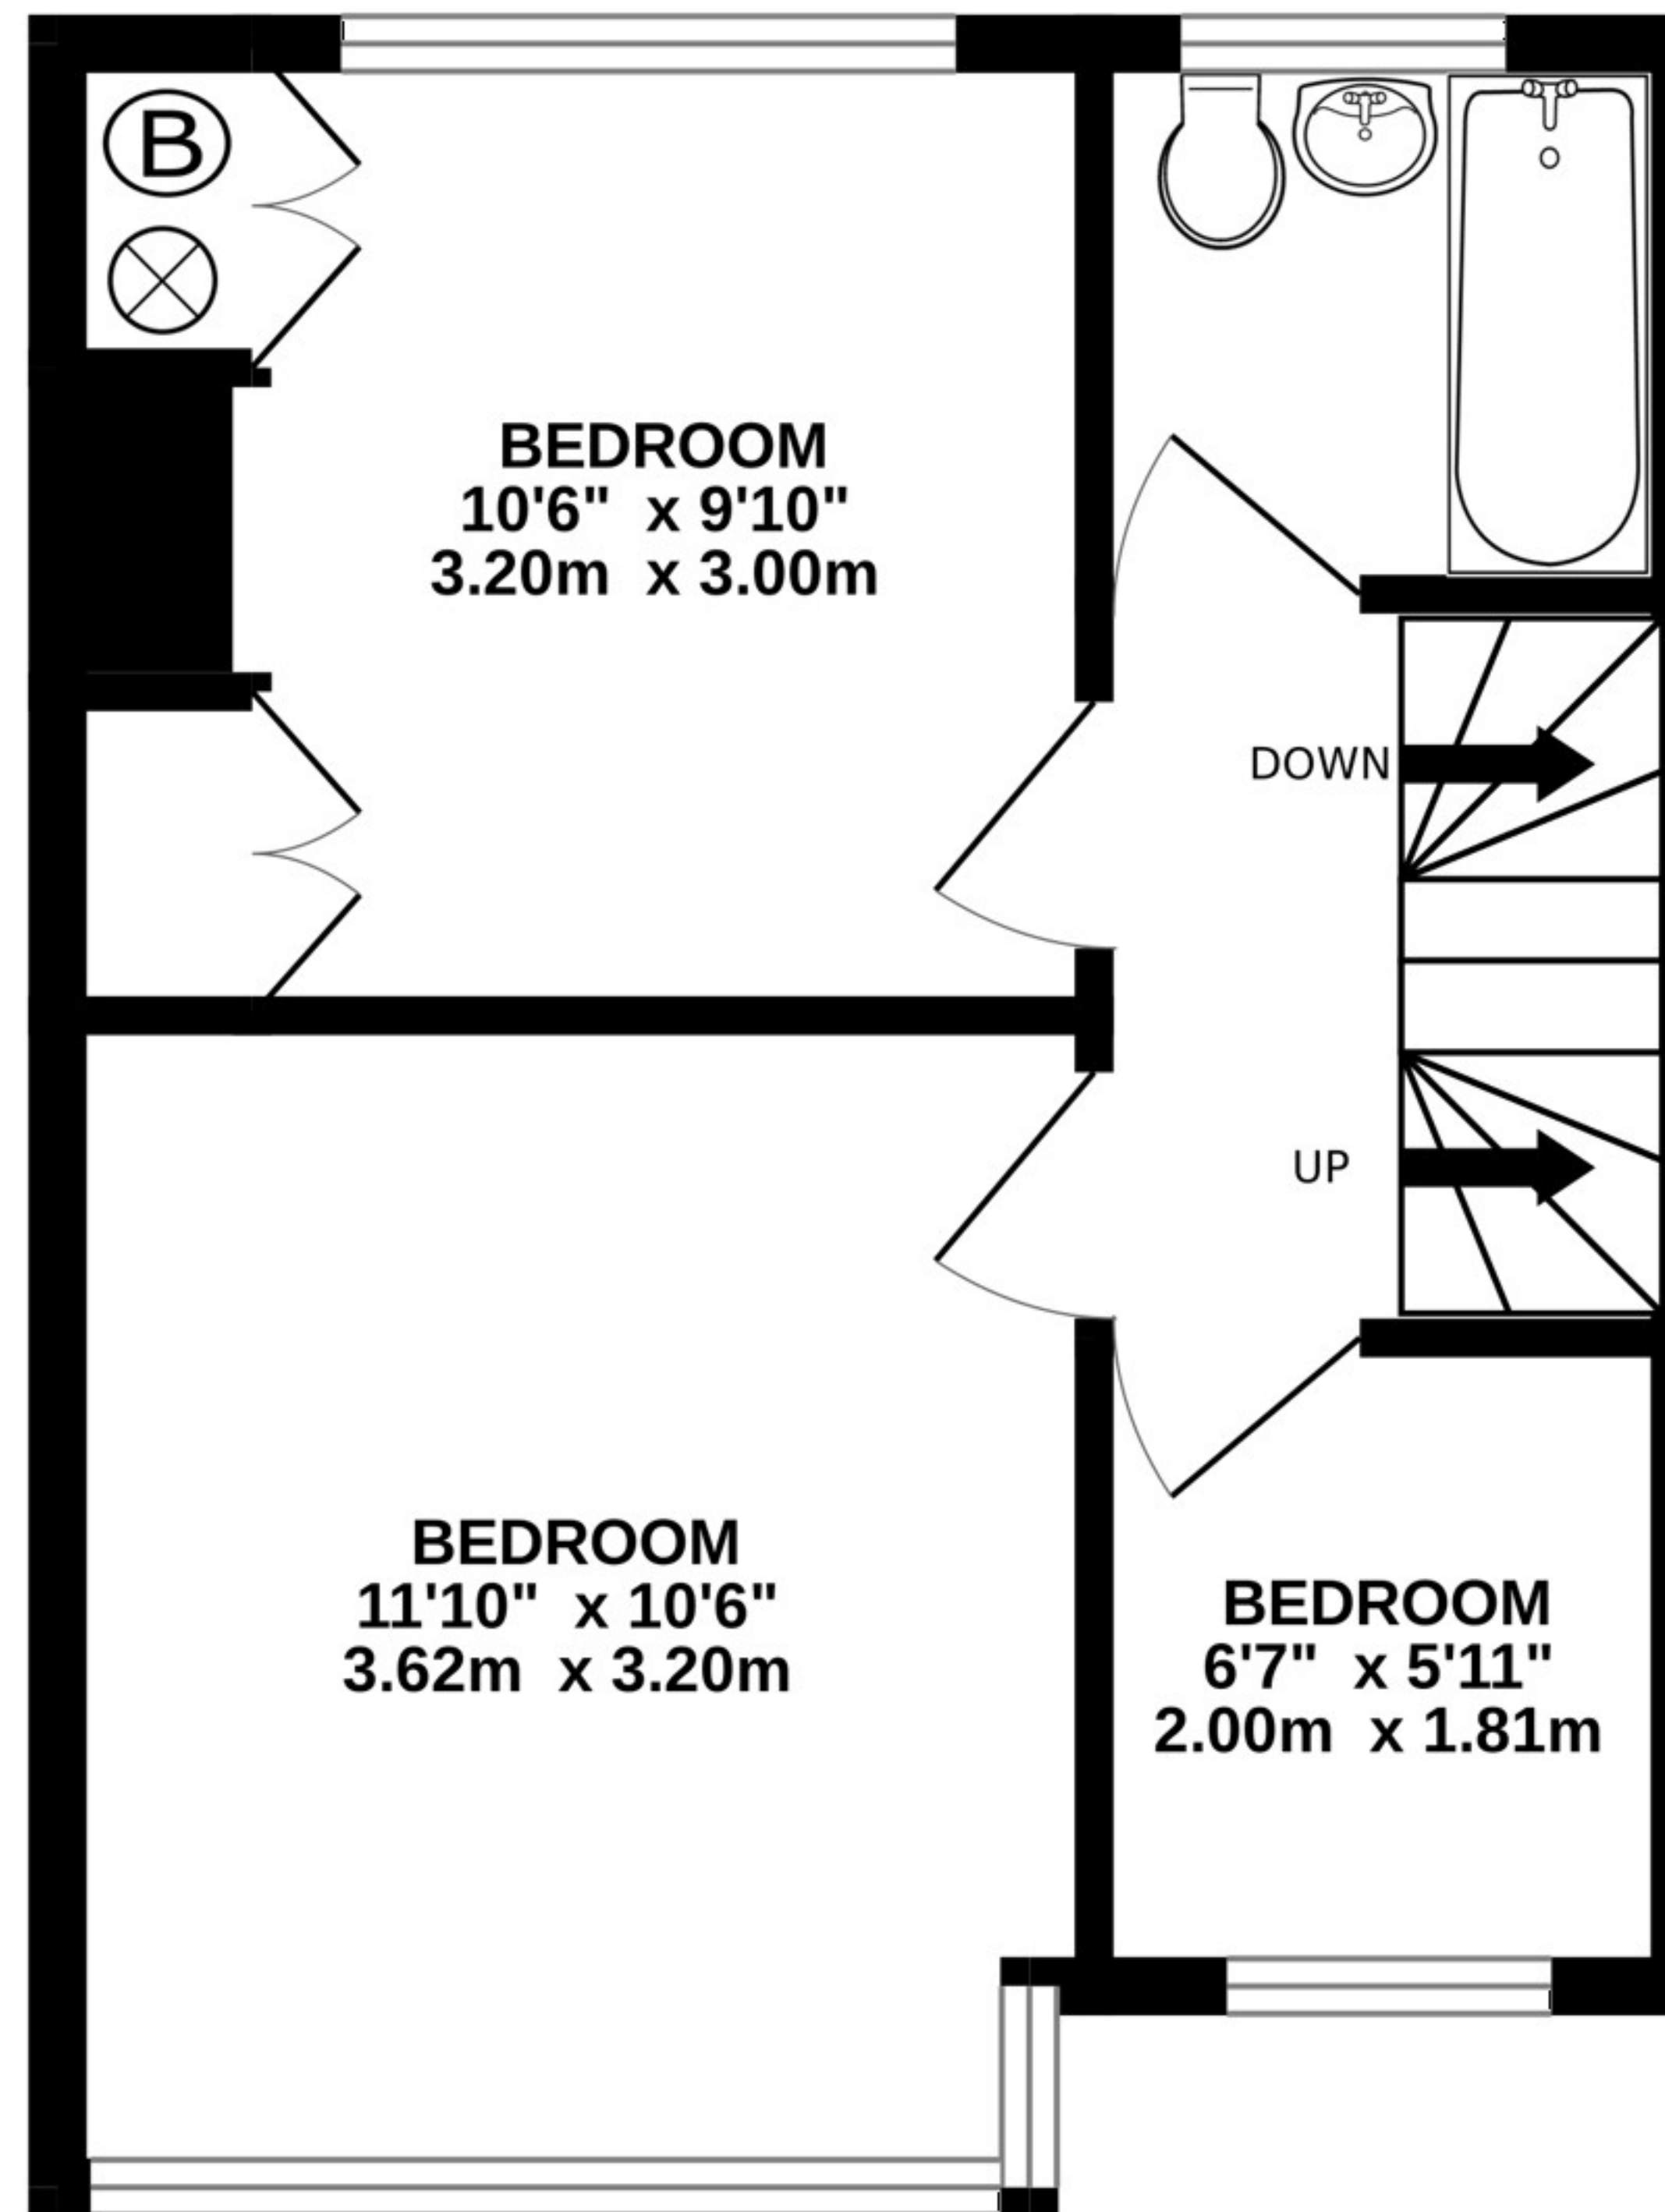 B
BEDROOM
10'6" x 9'10"
3.20m x 3.00m
DOWN
UP
BEDROOM
11'10" x 10'6"
3.62m x 3.20m
BEDROOM
6'7" x 5'11"
2.00m x 1.81m